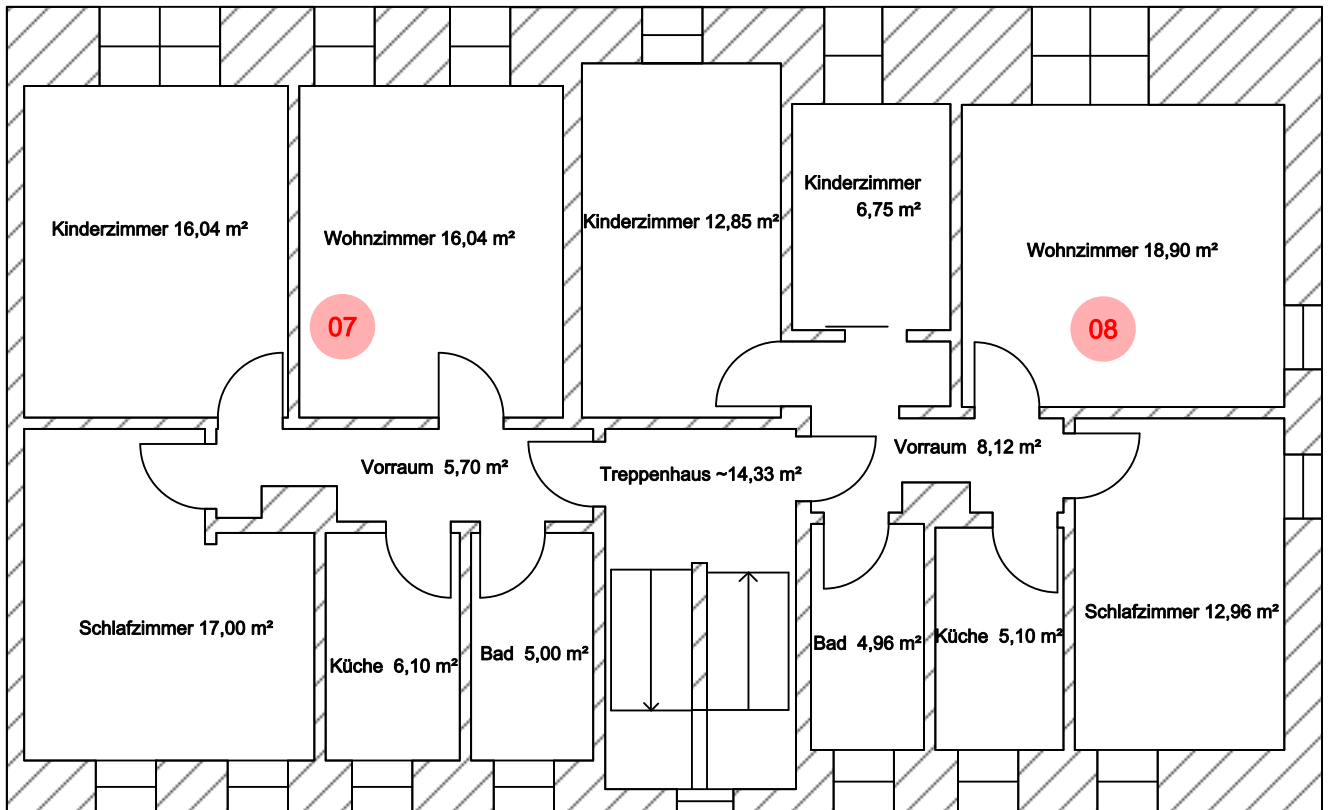 Kinderzimmer 16,04 m²
Wohnzimmer 16,04 m²
Kinderzimmer 12,85 m²
Kinderzimmer
6,75 m²
Wohnzimmer 18,90 m²
07
08
Vorraum 5,70 m²
Treppenhaus ~14,33 m²
Vorraum 8,12 m²
Schlafzimmer 17,00 m²
Küche 6,10 m²
Bad 5,00 m²
Bad 4,96 m²
Küche 5,10 m²
Schlafzimmer 12,96 m²